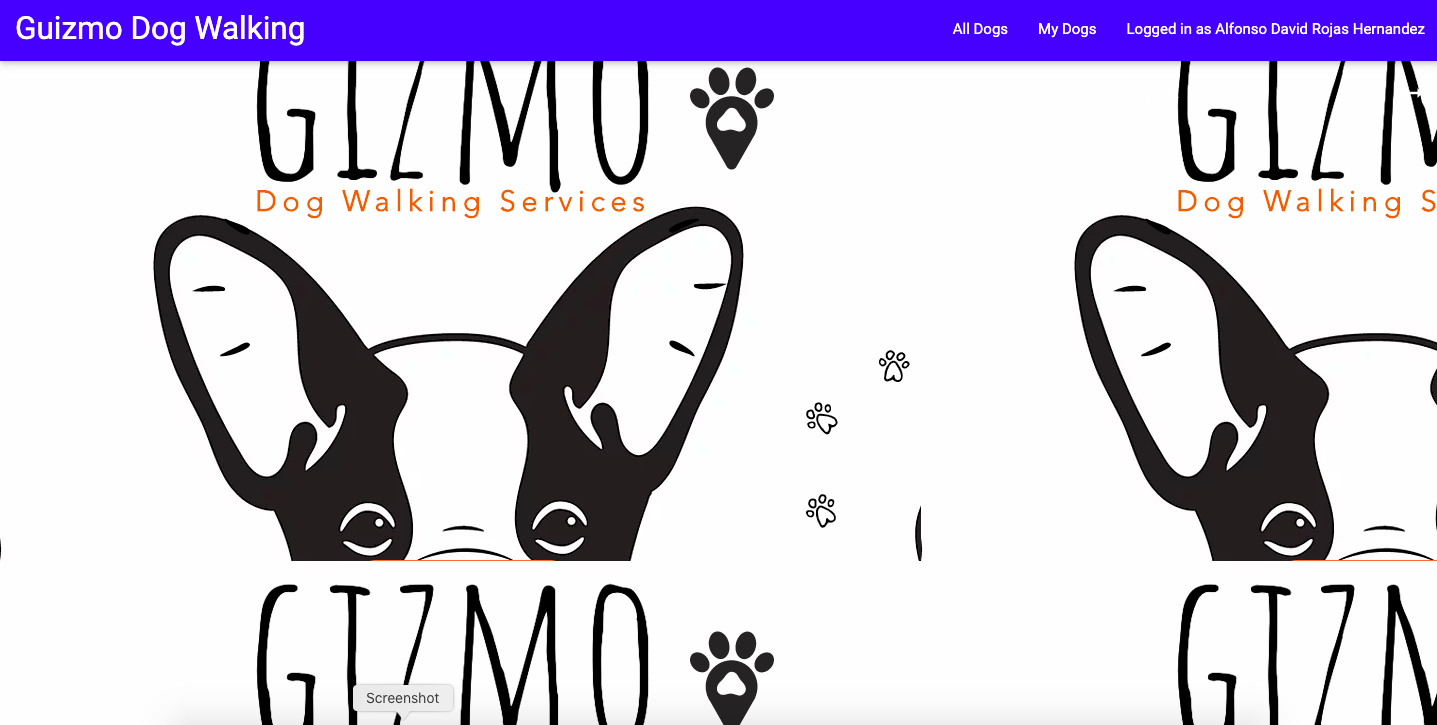 Guizmo Dog Walking
All Dogs
My Dogs
Logged in as Alfonso David Rojas Hernandez
GIZMO
Dog Walking Services
GIZM
Dog Walking S
GIZMO
GIZM
Screenshot